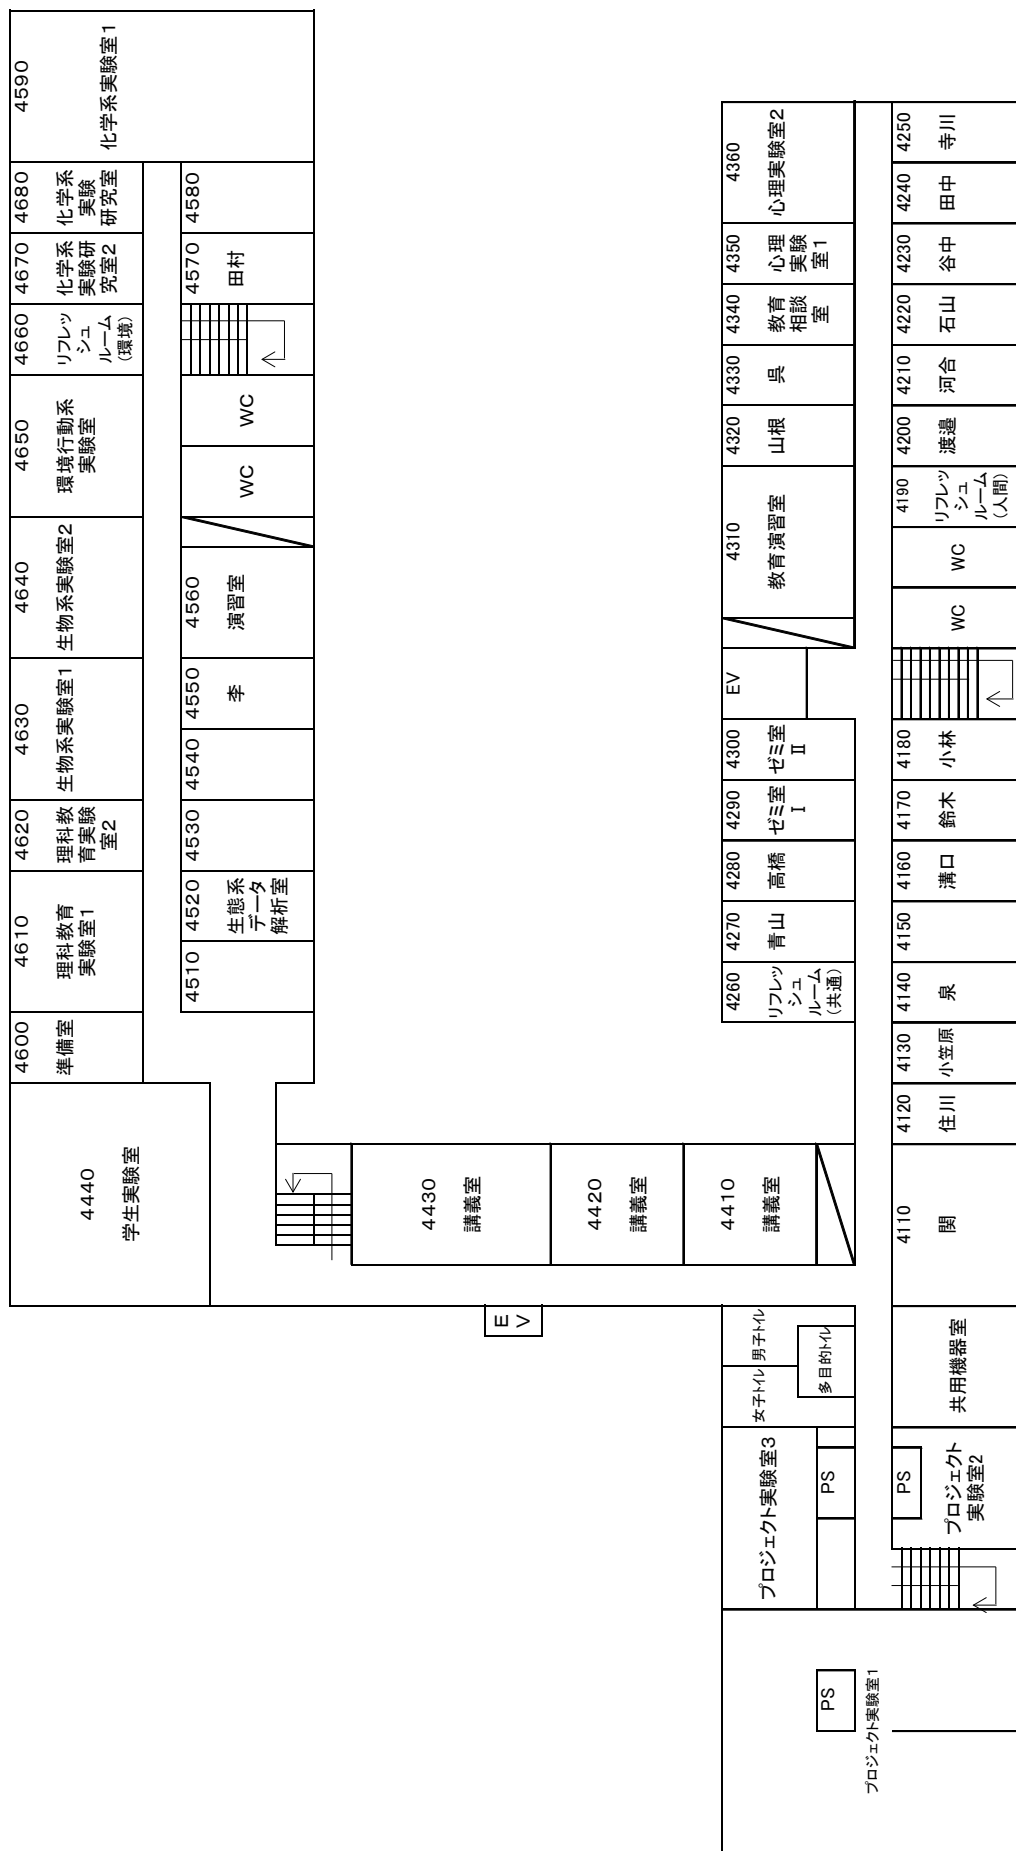 4590
化学系実験室1
4680
化学系
実験
研究室
4670
化学系
実験研
究室2
4660
リフレッ
シュ
ルーム
(環境)
4650
環境行動系
実験室
4640
生物系実験室2
4630
生物系実験室1
4620
理科教
育実験
室2
4610
理科教育
実験室1
4600
準備室
4580
4570
田村
WC
WC
4560
演習室
4550
李
4540
4530
4520
生態系
データ
解析室
4510
4440
学生実験室
4430
講義室
4420
講義室
4410
講義室
E
V
4360
心理実験室2
4350
心理
実験
室1
4340
教育
相談
室
4330
呉
4320
山根
4310
教育演習室
EV
4300
ゼミ室
Ⅱ
4290
ゼミ室
Ⅰ
4280
高橋
4270
青山
4260
リフレッ
シュ
ルーム
(共通)
4250
寺川
4240
田中
4230
谷中
4220
石山
4210
河合
4200
渡邉
4190
リフレッ
シュ
ルーム
(人間)
WC
WC
4180
小林
4170
鈴木
4160
溝口
4150
4140
泉
4130
小笠原
4120
住川
4110
関
男子トイレ
女子トイレ
多目的トイレ
共用機器室
プロジェクト実験室3
PS
PS
プロジェクト
実験室2
PS
プロジェクト実験室1